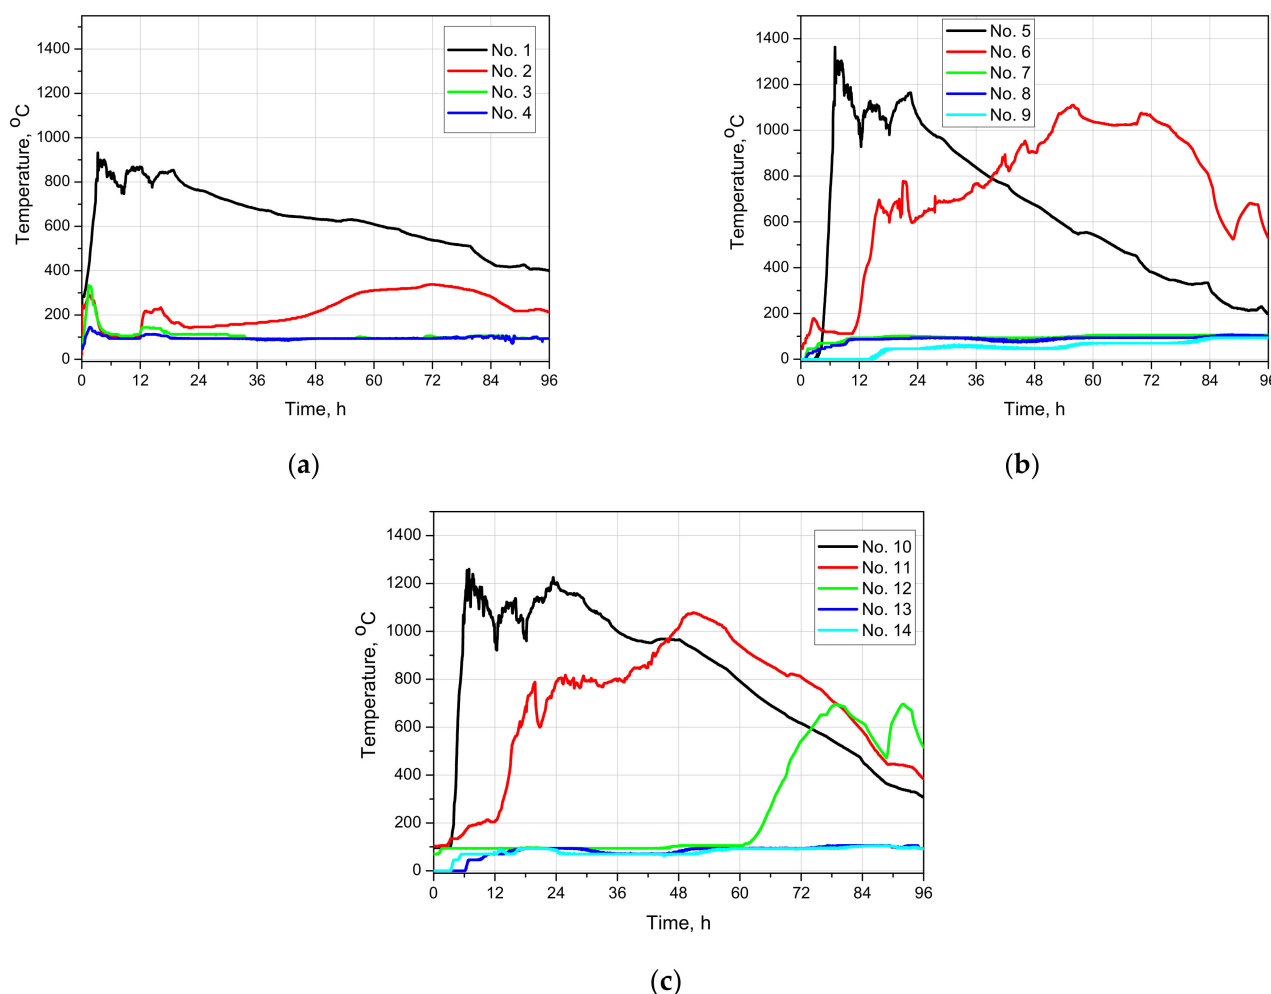 No. 1
No. 2
No. 3
No. 4
Temperature, °C
1400
1200
1000
800
600
400
200
0
0 12 24 36 48 60 72 84 96
Time, h
(a)
No. 5
No. 6
No. 7
No. 8
No. 9
Temperature, °C
1400
1200
1000
800
600
400
200
0
0 12 24 36 48 60 72 84 96
Time, h
(b)
No. 10
No. 11
No. 12
No. 13
No. 14
Temperature, °C
1400
1200
1000
800
600
400
200
0
0 12 24 36 48 60 72 84 96
Time, h
(c)